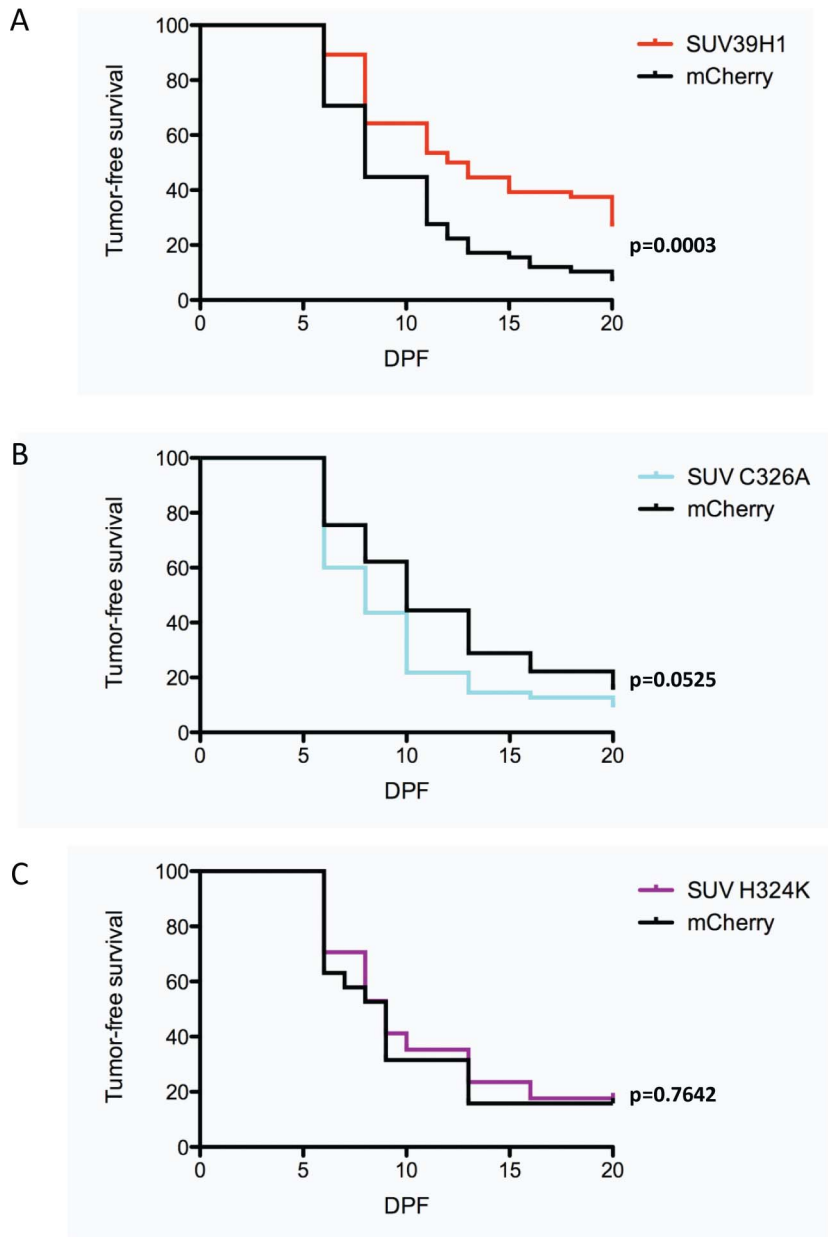 A
SUV39H1
mCherry
Tumor-free survival
100
80
60
40
20
0
p=0.0003
0 5 10 15 20
DPF
B
SUV C326A
mCherry
Tumor-free survival
100
80
60
40
20
0
p=0.0525
0 5 10 15 20
DPF
C
SUV H324K
mCherry
Tumor-free survival
100
80
60
40
20
0
p=0.7642
0 5 10 15 20
DPF